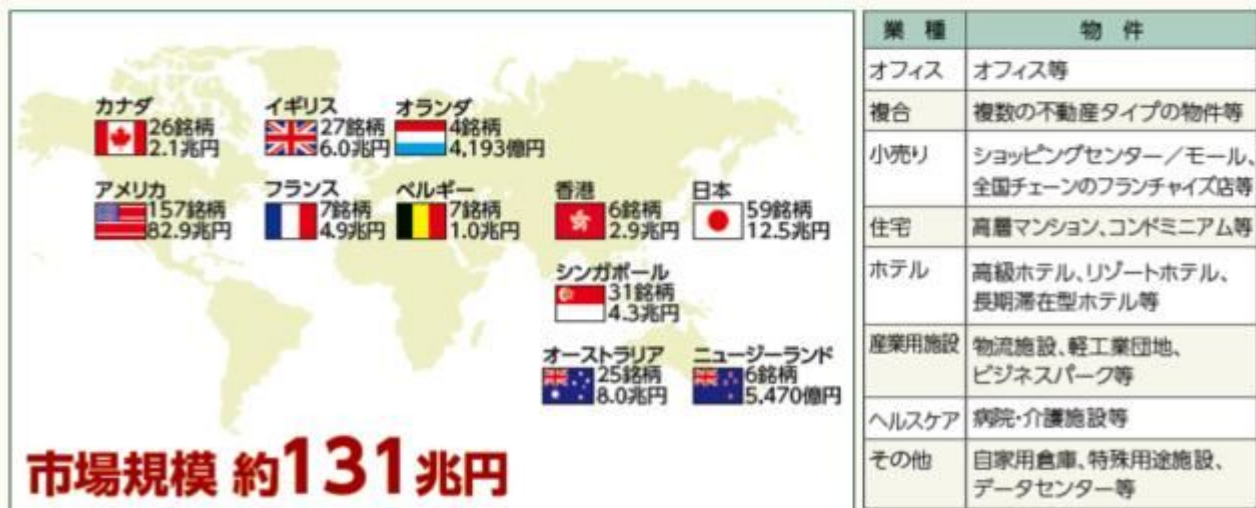 カナダ
26銘柄
2.1兆円
イギリス
27銘柄
6.0兆円
オランダ
4銘柄
4,193億円
アメリカ
157銘柄
82.9兆円
フランス
7銘柄
4.9兆円
ベルギー
7銘柄
1.0兆円
香港
6銘柄
2.9兆円
日本
59銘柄
12.5兆円
シンガポール
31銘柄
4.3兆円
オーストラリア
25銘柄
8.0兆円
ニュージーランド
6銘柄
5,470億円
市場規模 約131兆円
業 種 物 件
オフィス オフィス等
複合 複数の不動産タイプの物件等
小売り ショッピングセンター/モール、
全国チェーンのフランチャイズ店等
住宅 高層マンション、コンドミニアム等
ホテル 高級ホテル、リゾートホテル、
長期滞在型ホテル等
産業用施設 物流施設、軽工業団地、
ビジネスパーク等
ヘルスケア 病院・介護施設等
その他 自家用倉庫、特殊用途施設、
データセンター等